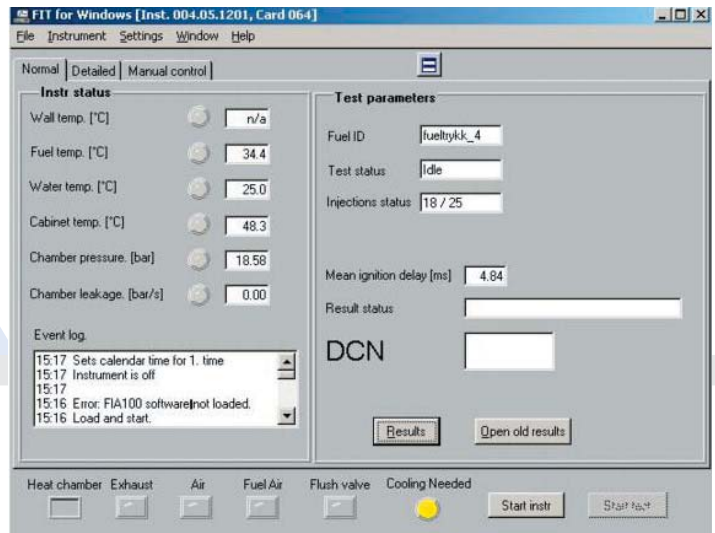 FIT for Windows [Inst. 004.05.1201, Card 064]
File Instrument Settings Window Help
Normal Detailed Manual control
Instr status
Wall temp. [°C] n/a
Fuel temp. [°C] 34.4
Water temp. [°C] 25.0
Cabinet temp. [°C] 48.3
Chamber pressure. [bar] 18.58
Chamber leakage. [bar/s] 0.00
Event log.
15:17 Sets calendar time for 1. time
15:17 Instrument is off
15:17
15:16 Error: FIA100 software not loaded.
15:16 Load and start.
Test parameters
Fuel ID fueltrykk_4
Test status Idle
Injections status 18 / 25
Mean ignition delay [ms] 4.84
Result status
DCN
Results Open old results
Heat chamber Exhaust Air Fuel Air Flush valve Cooling Needed
Start instr Start test